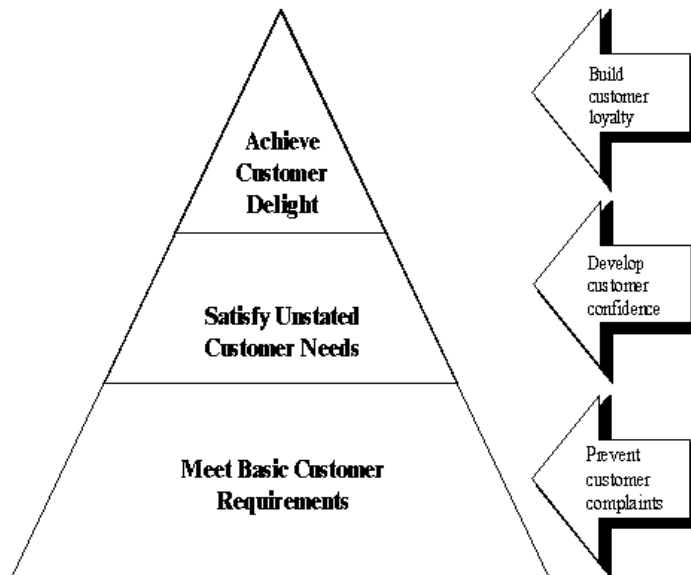 Achieve
Customer
Delight
Build
customer
loyalty
Satisfy Unstated
Customer Needs
Develop
customer
confidence
Meet Basic Customer
Requirements
Prevent
customer
complaints